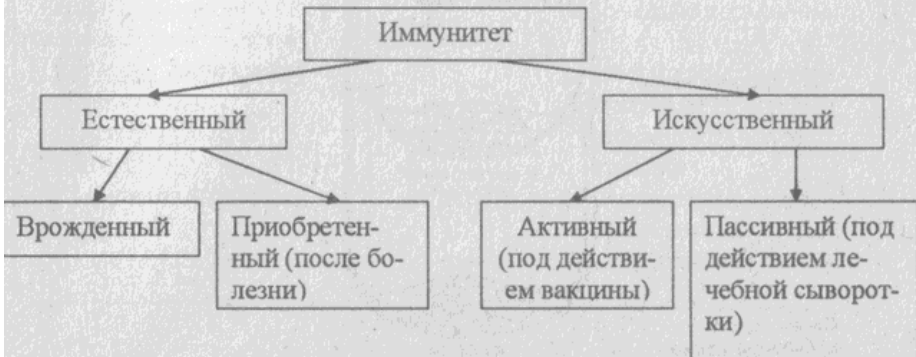 Иммунитет
Естественный
Искусственный
Врожденный
Приобретен-
ный (после бо-
лезни)
Активный
(под действи-
ем вакцины)
Пассивный (под
действием ле-
чебной сыворот-
ки)